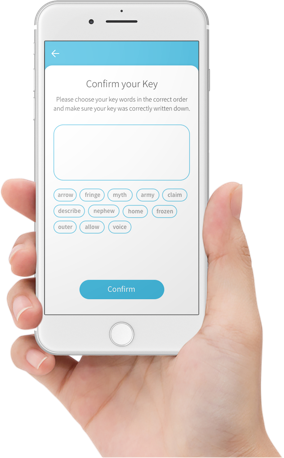 Confirm your Key
Please choose your key words in the correct order
and make sure your key was correctly written down.
arrow fringe myth army claim
describe nephew home frozen
outer allow voice
Confirm